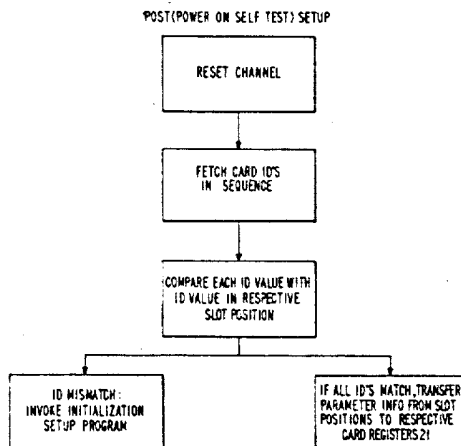 POST(POWER ON SELF TEST) SETUP
RESET CHANNEL
FETCH CARD ID'S
IN SEQUENCE
COMPARE EACH ID VALUE WITH
ID VALUE IN RESPECTIVE
SLOT POSITION
ID MISMATCH:
INVOKE INITIALIZATION
SETUP PROGRAM
IF ALL ID'S MATCH,TRANSFER
PARAMETER INFO FROM SLOT
POSITIONS TO RESPECTIVE
CARD REGISTERS 21